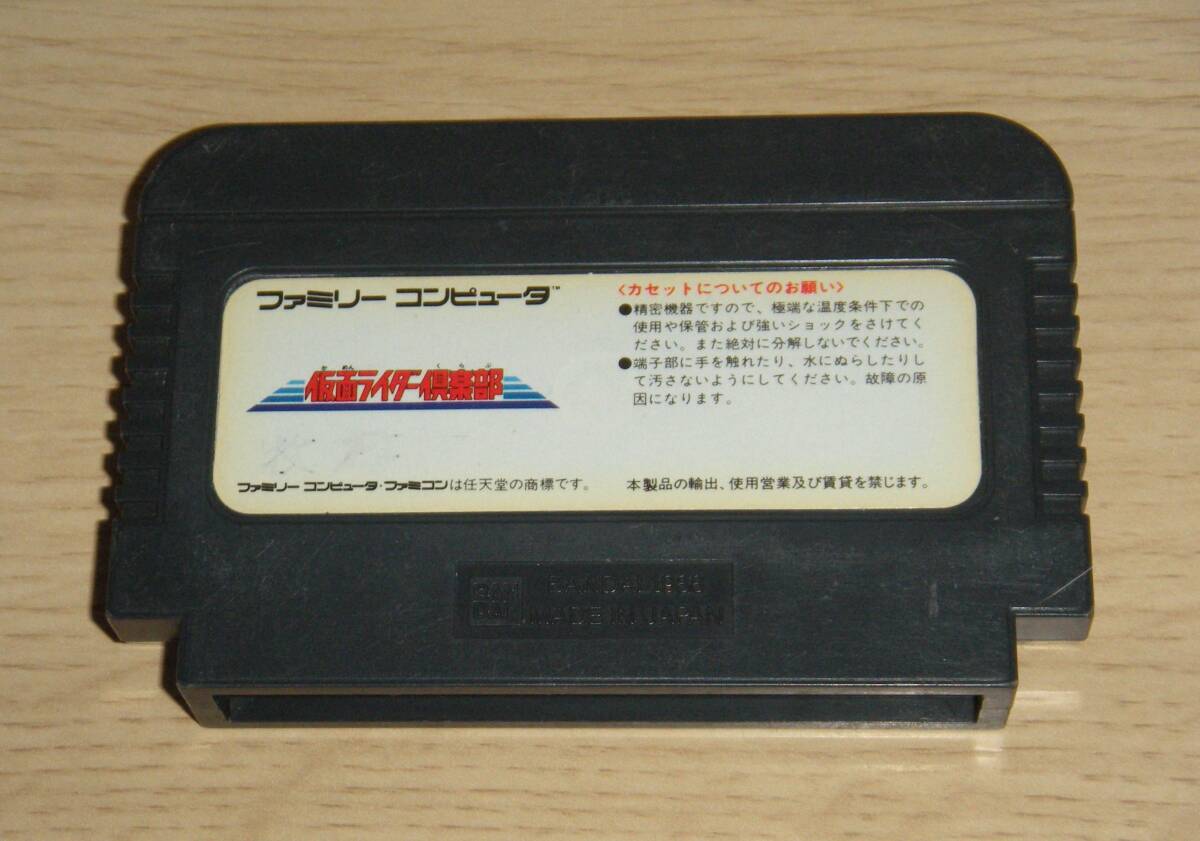 ファミリー コンピュータ™
かめん くらぶ
仮面ライダー倶楽部
<カセットについてのお願い>
●精密機器ですので、極端な温度条件下での
使用や保管および強いショックをさけてく
ださい。また絶対に分解しないでください。
●端子部に手を触れたり、水にぬらしたりし
て汚さないようにしてください。故障の原
因になります。
ファミリー コンピュータ・ファミコンは任天堂の商標です。
本製品の輸出、使用営業及び賃貸を禁じます。
BAN
DAI
BANDAI 1986
MADE IN JAPAN